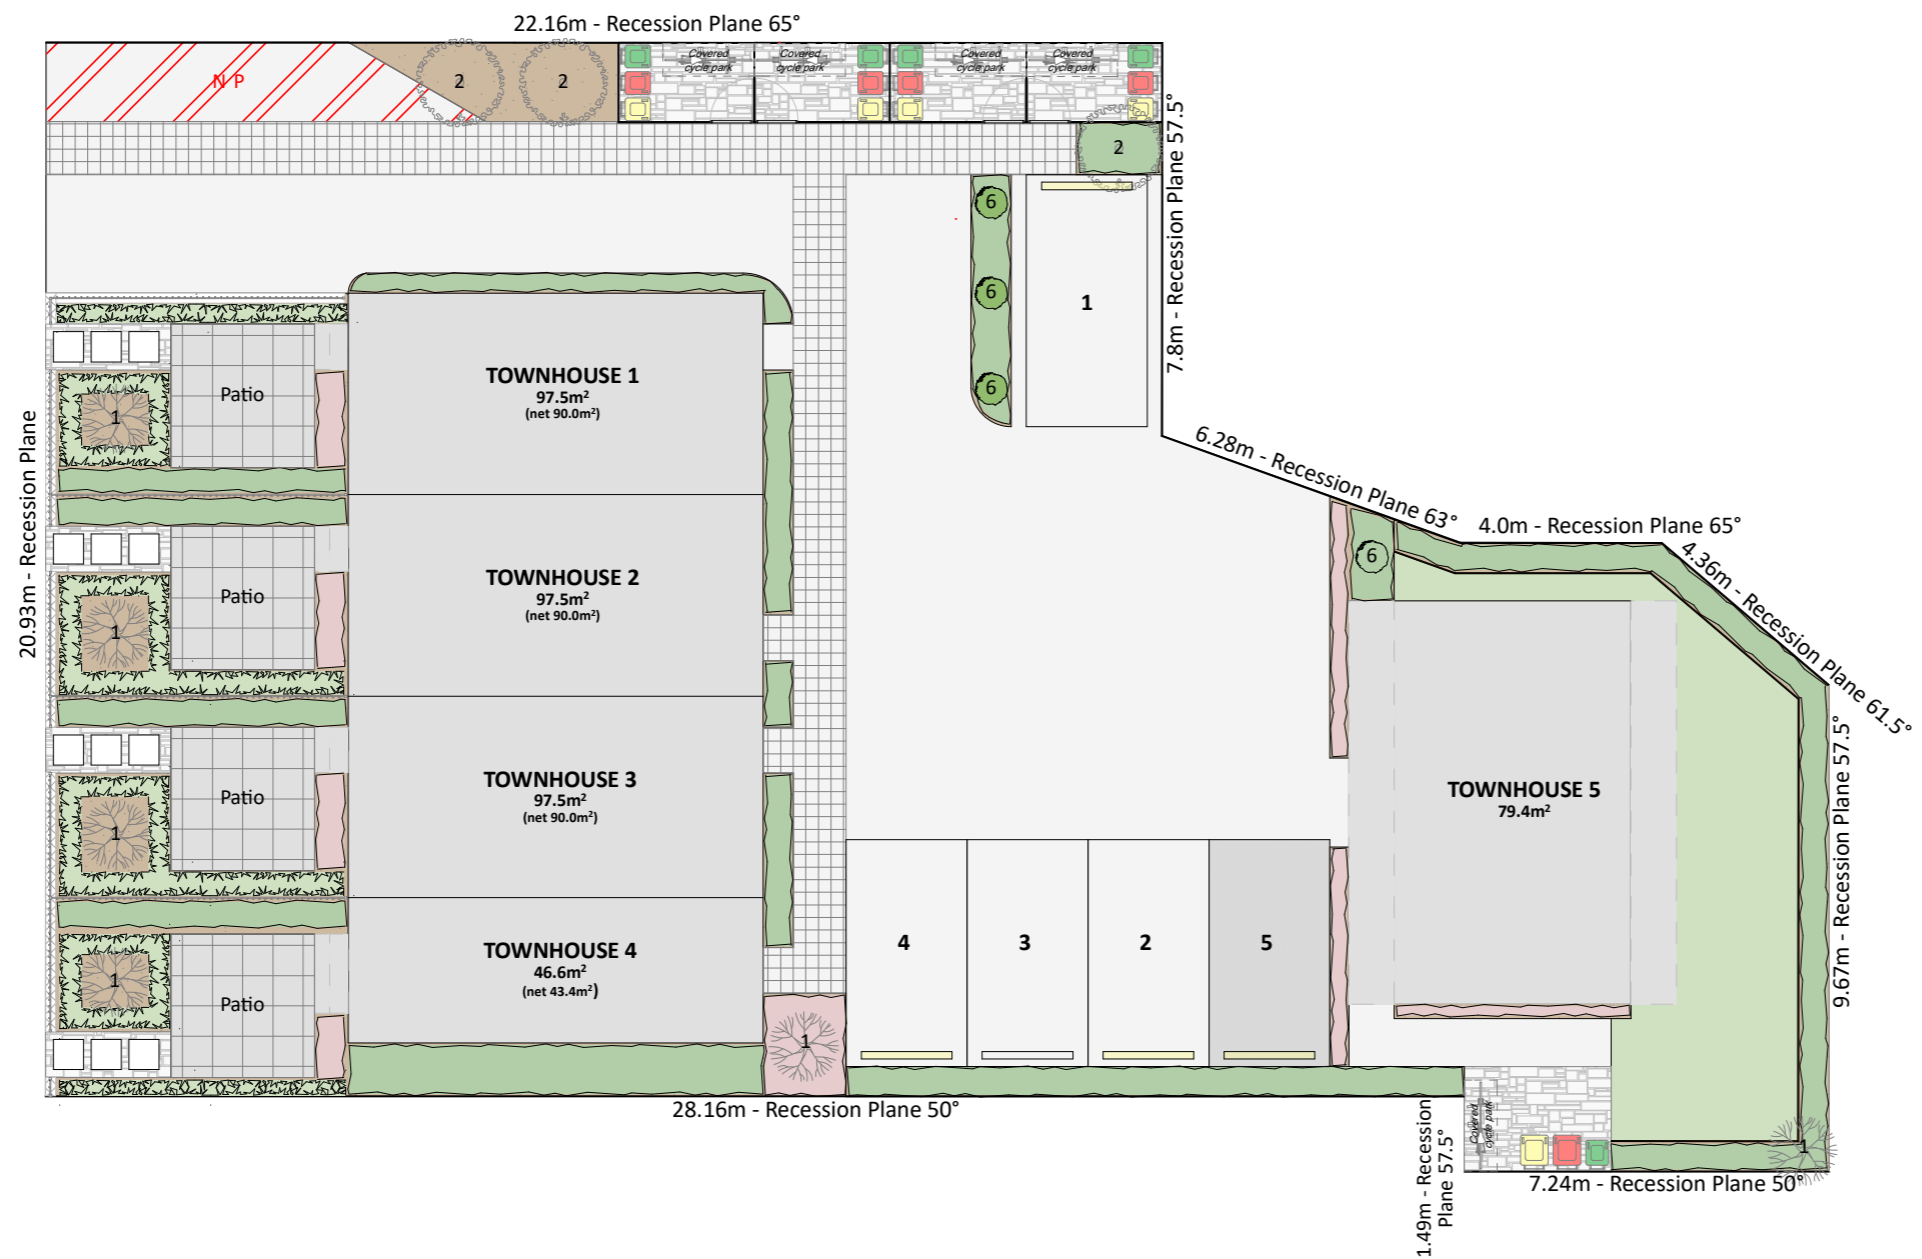 22.16m - Recession Plane 65°
N P
2
2
Covered
cycle park
Covered
cycle park
Covered
cycle park
Covered
cycle park
2
7.8m - Recession Plane 57.5°
6
6
6
1
20.93m - Recession Plane
Patio
1
TOWNHOUSE 1
97.5m²
(net 90.0m²)
6.28m - Recession Plane 63°
4.0m - Recession Plane 65°
4.36m - Recession Plane 61.5°
6
Patio
1
TOWNHOUSE 2
97.5m²
(net 90.0m²)
Patio
1
TOWNHOUSE 3
97.5m²
(net 90.0m²)
TOWNHOUSE 5
79.4m²
9.67m - Recession Plane 57.5°
Patio
1
TOWNHOUSE 4
46.6m²
(net 43.4m²)
4
3
2
5
1
28.16m - Recession Plane 50°
1.49m - Recession
Plane 57.5°
Covered
cycle park
1
7.24m - Recession Plane 50°